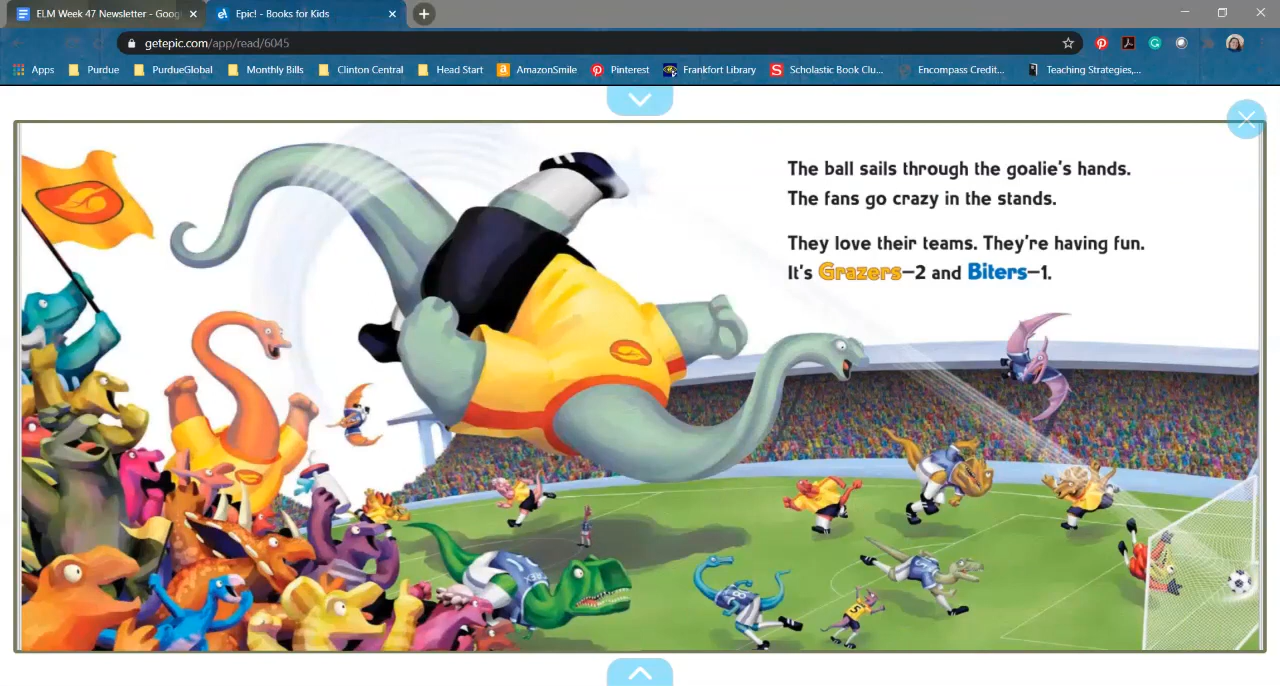 ELM Week 47 Newsletter - Goog
Epic! - Books for Kids
getepic.com/app/read/6045
Apps Purdue PurdueGlobal Monthly Bills Clinton Central Head Start AmazonSmile Pinterest Frankfort Library Scholastic Book Clu... Encompass Credit... Teaching Strategies,...
The ball sails through the goalie's hands.
The fans go crazy in the stands.
They love their teams. They're having fun.
It's Grazers—2 and Biters—1.